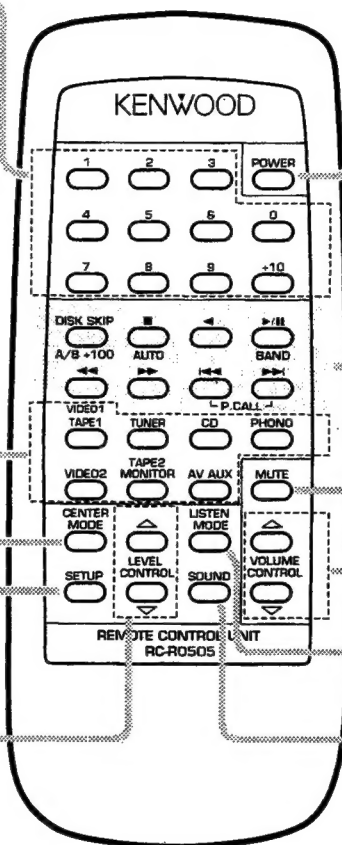 KENWOOD
1 2 3 POWER
4 5 6 0
7 8 9 +10
DISK SKIP ■ ◄ ►/II
A/B +100 AUTO BAND
◄◄ ►► I◄◄ ►►I
P.CALL
VIDEO1
TAPE1 TUNER CD PHONO
VIDEO2 TAPE2 MONITOR AV AUX MUTE
CENTER MODE LISTEN MODE
LEVEL CONTROL VOLUME CONTROL
SETUP SOUND
REMOTE CONTROL UNIT
RC-R0505